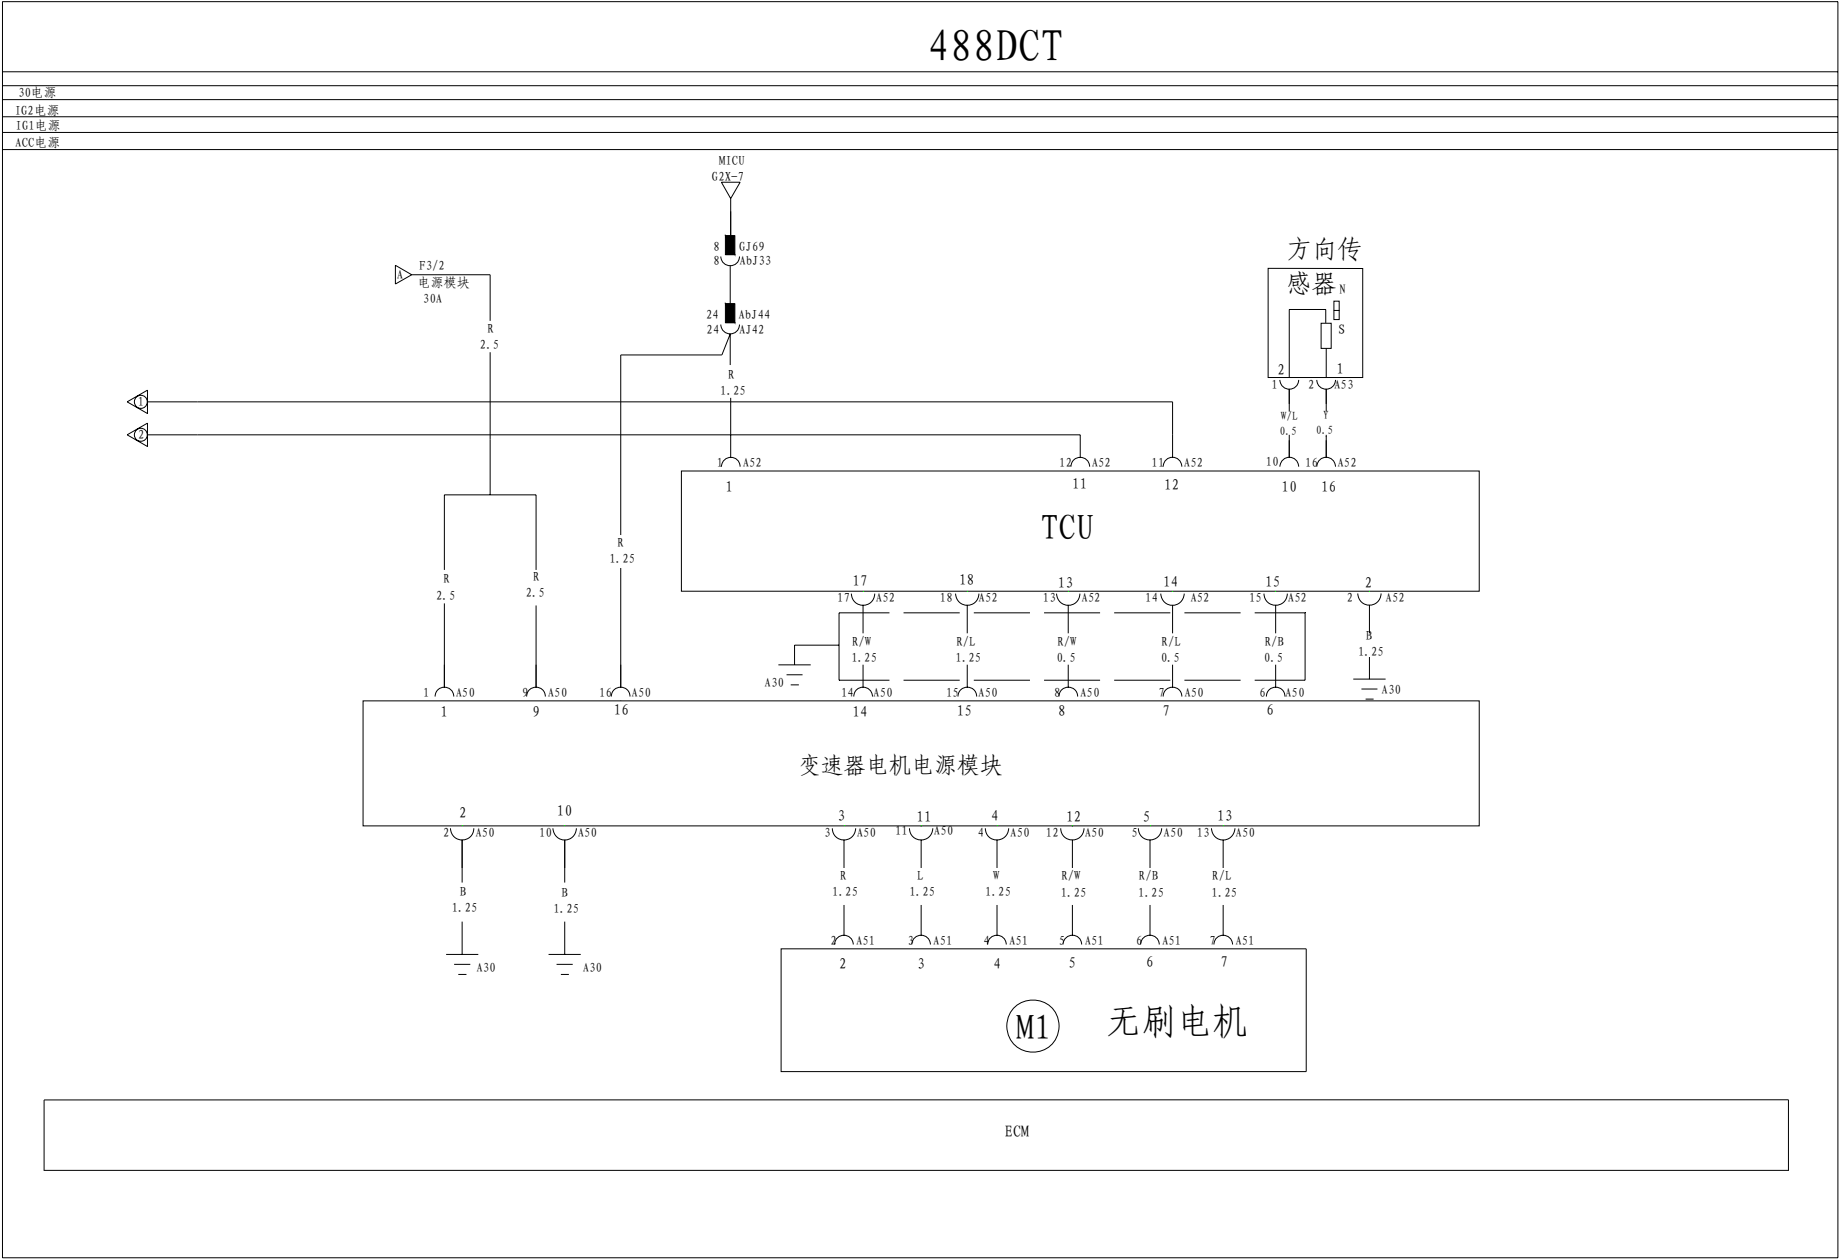 488DCT
30电源
IG2电源
IG1电源
ACC电源
MICU
G2X-7
8 GJ69
8 AbJ33
24 AbJ44
24 AJ42
A
F3/2
电源模块
30A
R
2.5
R
1.25
方向传
感器
N
S
2 1
1 2 A53
W/L Y
0.5 0.5
1
2
1 A52 12 A52 11 A52 10 16 A52
1 11 12 10 16
TCU
R
1.25
R R
2.5 2.5
17 18 13 14 15 2
17 A52 18 A52 13 A52 14 A52 15 A52 2 A52
R/W R/L R/W R/L R/B B
1.25 1.25 0.5 0.5 0.5 1.25
A30 A30
1 A50 9 A50 16 A50 14 A50 15 A50 8 A50 7 A50 6 A50
1 9 16 14 15 8 7 6
变速器电机电源模块
2 10 3 11 4 12 5 13
2 A50 10 A50 3 A50 11 A50 4 A50 12 A50 5 A50 13 A50
B B R L W R/W R/B R/L
1.25 1.25 1.25 1.25 1.25 1.25 1.25 1.25
A30 A30
2 A51 3 A51 4 A51 5 A51 6 A51 7 A51
2 3 4 5 6 7
M1 无刷电机
ECM